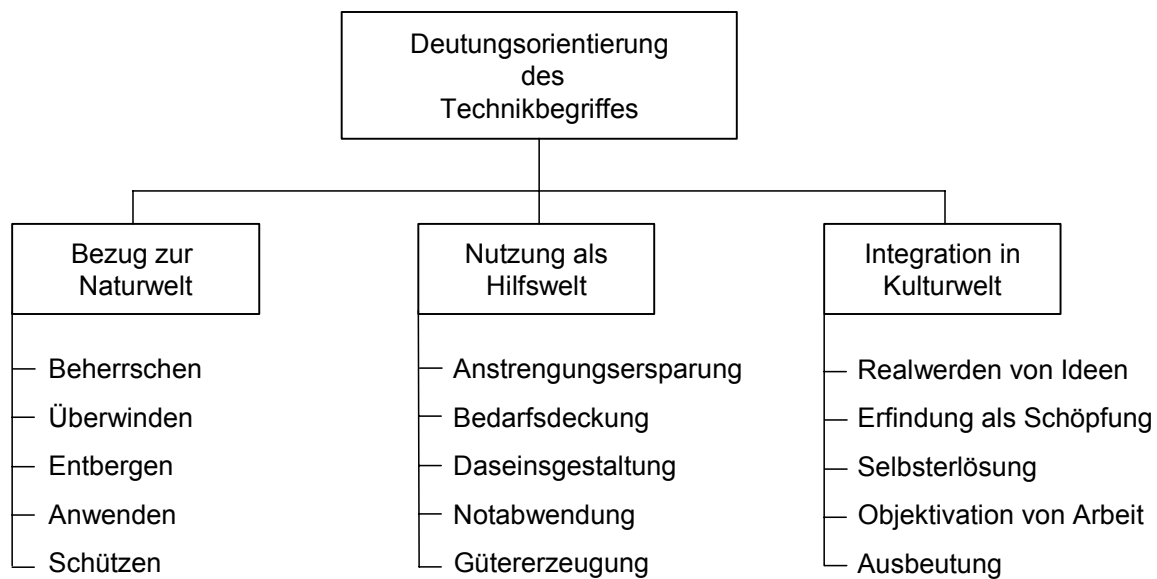 Deutungsorientierung
des
Technikbegriffes
Bezug zur
Naturwelt
Beherrschen
Überwinden
Entbergen
Anwenden
Schützen
Nutzung als
Hilfswelt
Anstrengungsersparung
Bedarfsdeckung
Daseinsgestaltung
Notabwendung
Gütererzeugung
Integration in
Kulturwelt
Realwerden von Ideen
Erfindung als Schöpfung
Selbsterlösung
Objektivation von Arbeit
Ausbeutung